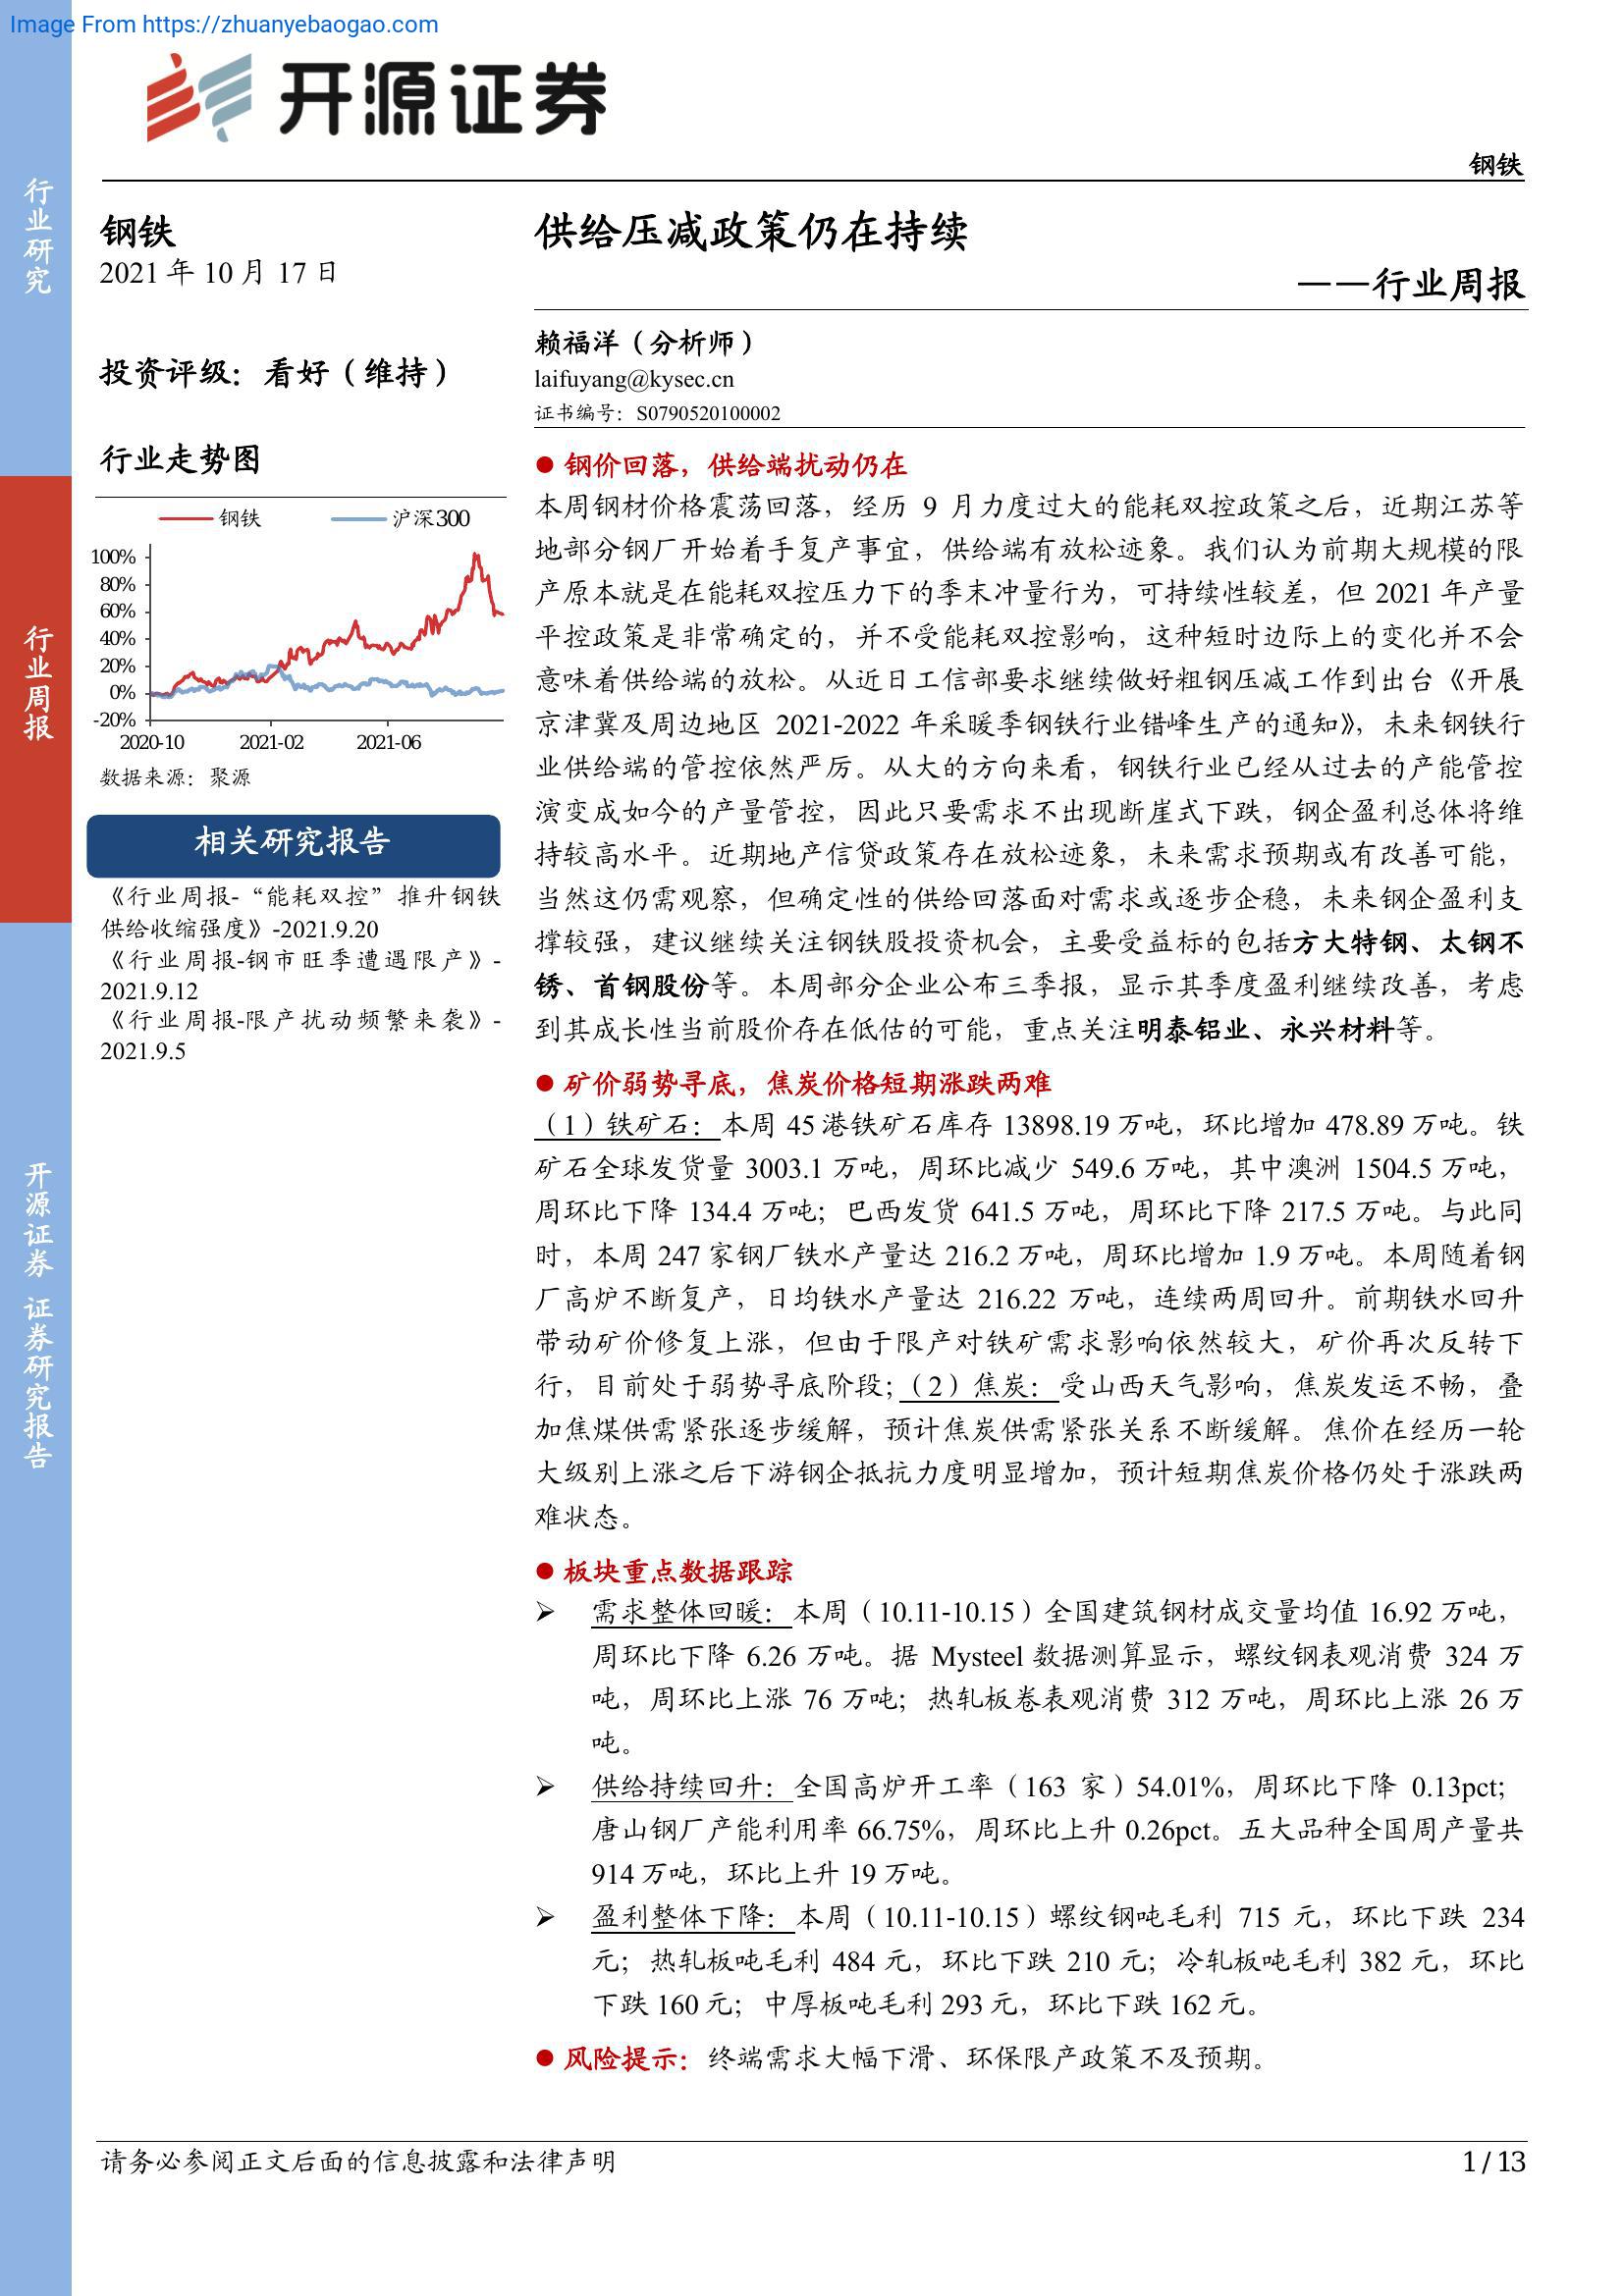 Image From https://zhuanyebaogao.com
开源证券
钢铁
行业研究
行业周报
开源证券 证券研究报告
钢铁
2021 年 10 月 17 日
投资评级：看好（维持）
行业走势图
钢铁
沪深300
100%
80%
60%
40%
20%
0%
-20%
2020-10
2021-02
2021-06
数据来源：聚源
相关研究报告
《行业周报-“能耗双控”推升钢铁
供给收缩强度》-2021.9.20
《行业周报-钢市旺季遭遇限产》-
2021.9.12
《行业周报-限产扰动频繁来袭》-
2021.9.5
供给压减政策仍在持续
——行业周报
赖福洋（分析师）
laifuyang@kysec.cn
证书编号：S0790520100002
● 钢价回落，供给端扰动仍在
本周钢材价格震荡回落，经历 9 月力度过大的能耗双控政策之后，近期江苏等
地部分钢厂开始着手复产事宜，供给端有放松迹象。我们认为前期大规模的限
产原本就是在能耗双控压力下的季末冲量行为，可持续性较差，但 2021 年产量
平控政策是非常确定的，并不受能耗双控影响，这种短时边际上的变化并不会
意味着供给端的放松。从近日工信部要求继续做好粗钢压减工作到出台《开展
京津冀及周边地区 2021-2022 年采暖季钢铁行业错峰生产的通知》，未来钢铁行
业供给端的管控依然严厉。从大的方向来看，钢铁行业已经从过去的产能管控
演变成如今的产量管控，因此只要需求不出现断崖式下跌，钢企盈利总体将维
持较高水平。近期地产信贷政策存在放松迹象，未来需求预期或有改善可能，
当然这仍需观察，但确定性的供给回落面对需求或逐步企稳，未来钢企盈利支
撑较强，建议继续关注钢铁股投资机会，主要受益标的包括方大特钢、太钢不
锈、首钢股份等。本周部分企业公布三季报，显示其季度盈利继续改善，考虑
到其成长性当前股价存在低估的可能，重点关注明泰铝业、永兴材料等。
● 矿价弱势寻底，焦炭价格短期涨跌两难
（1）铁矿石：本周 45 港铁矿石库存 13898.19 万吨，环比增加 478.89 万吨。铁
矿石全球发货量 3003.1 万吨，周环比减少 549.6 万吨，其中澳洲 1504.5 万吨，
周环比下降 134.4 万吨；巴西发货 641.5 万吨，周环比下降 217.5 万吨。与此同
时，本周 247 家钢厂铁水产量达 216.2 万吨，周环比增加 1.9 万吨。本周随着钢
厂高炉不断复产，日均铁水产量达 216.22 万吨，连续两周回升。前期铁水回升
带动矿价修复上涨，但由于限产对铁矿需求影响依然较大，矿价再次反转下
行，目前处于弱势寻底阶段；（2）焦炭：受山西天气影响，焦炭发运不畅，叠
加焦煤供需紧张逐步缓解，预计焦炭供需紧张关系不断缓解。焦价在经历一轮
大级别上涨之后下游钢企抵抗力度明显增加，预计短期焦炭价格仍处于涨跌两
难状态。
● 板块重点数据跟踪
➢ 需求整体回暖：本周（10.11-10.15）全国建筑钢材成交量均值 16.92 万吨，
周环比下降 6.26 万吨。据 Mysteel 数据测算显示，螺纹钢表观消费 324 万
吨，周环比上涨 76 万吨；热轧板卷表观消费 312 万吨，周环比上涨 26 万
吨。
➢ 供给持续回升：全国高炉开工率（163 家）54.01%，周环比下降 0.13pct；
唐山钢厂产能利用率 66.75%，周环比上升 0.26pct。五大品种全国周产量共
914 万吨，环比上升 19 万吨。
➢ 盈利整体下降：本周（10.11-10.15）螺纹钢吨毛利 715 元，环比下跌 234
元；热轧板吨毛利 484 元，环比下跌 210 元；冷轧板吨毛利 382 元，环比
下跌 160 元；中厚板吨毛利 293 元，环比下跌 162 元。
● 风险提示：终端需求大幅下滑、环保限产政策不及预期。
请务必参阅正文后面的信息披露和法律声明
1 / 13